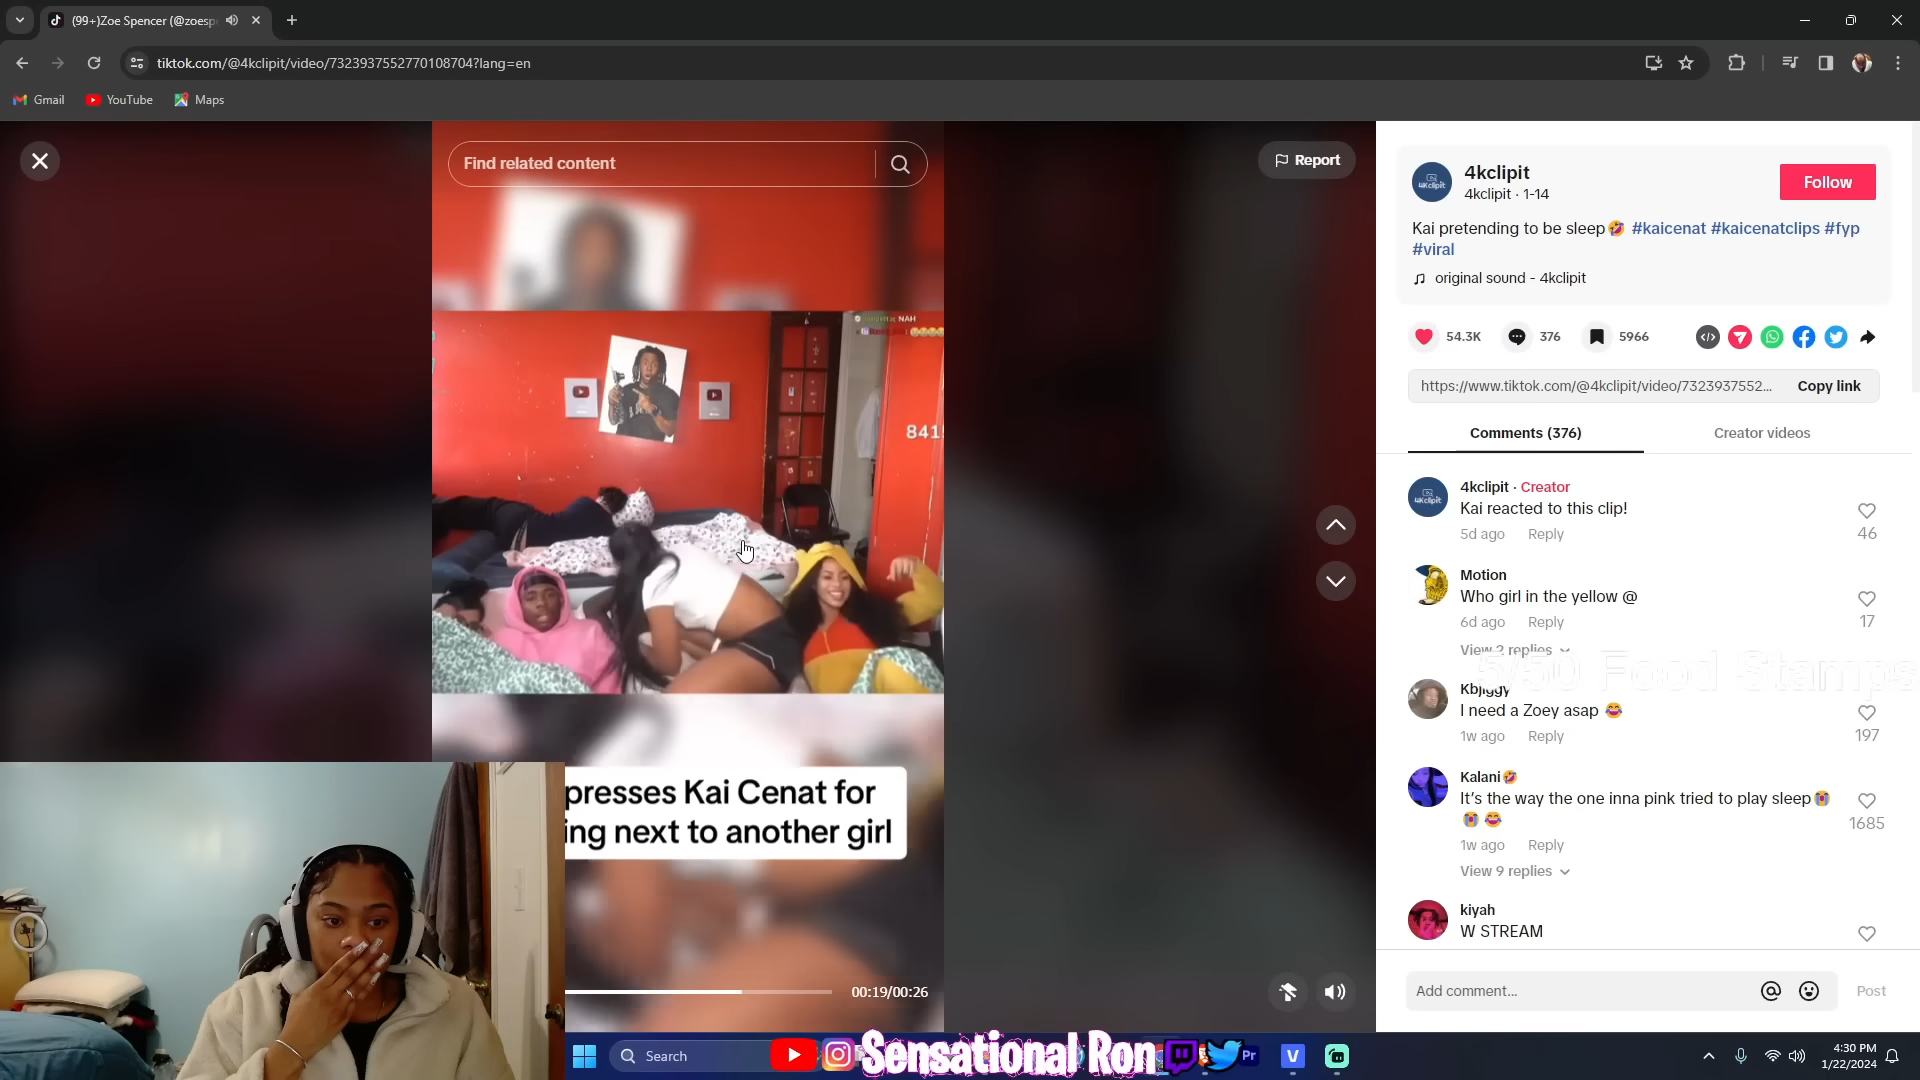 (99+)Zoe Spencer (@zoesp
tiktok.com/@4kclipit/video/7323937552770108704?lang=en
Gmail
YouTube
Maps
Find related content
Report
NAH
841
presses Kai Cenat for
ing next to another girl
00:19/00:26
4kclipit
4kclipit · 1-14
Follow
Kai pretending to be sleep🤣 #kaicenat #kaicenatclips #fyp
#viral
original sound - 4kclipit
54.3K
376
5966
https://www.tiktok.com/@4kclipit/video/7323937552...
Copy link
Comments (376)
Creator videos
4kclipit · Creator
Kai reacted to this clip!
5d ago Reply
46
Motion
Who girl in the yellow @
6d ago Reply
17
View 2 replies
5/50 Food Stamps
Kbjiggy
I need a Zoey asap 😂
1w ago Reply
197
Kalani🤣
It's the way the one inna pink tried to play sleep😭
😭😂
1685
1w ago Reply
View 9 replies
kiyah
W STREAM
Add comment...
Post
Search
Sensational Ron
Pr
V
4:30 PM
1/22/2024